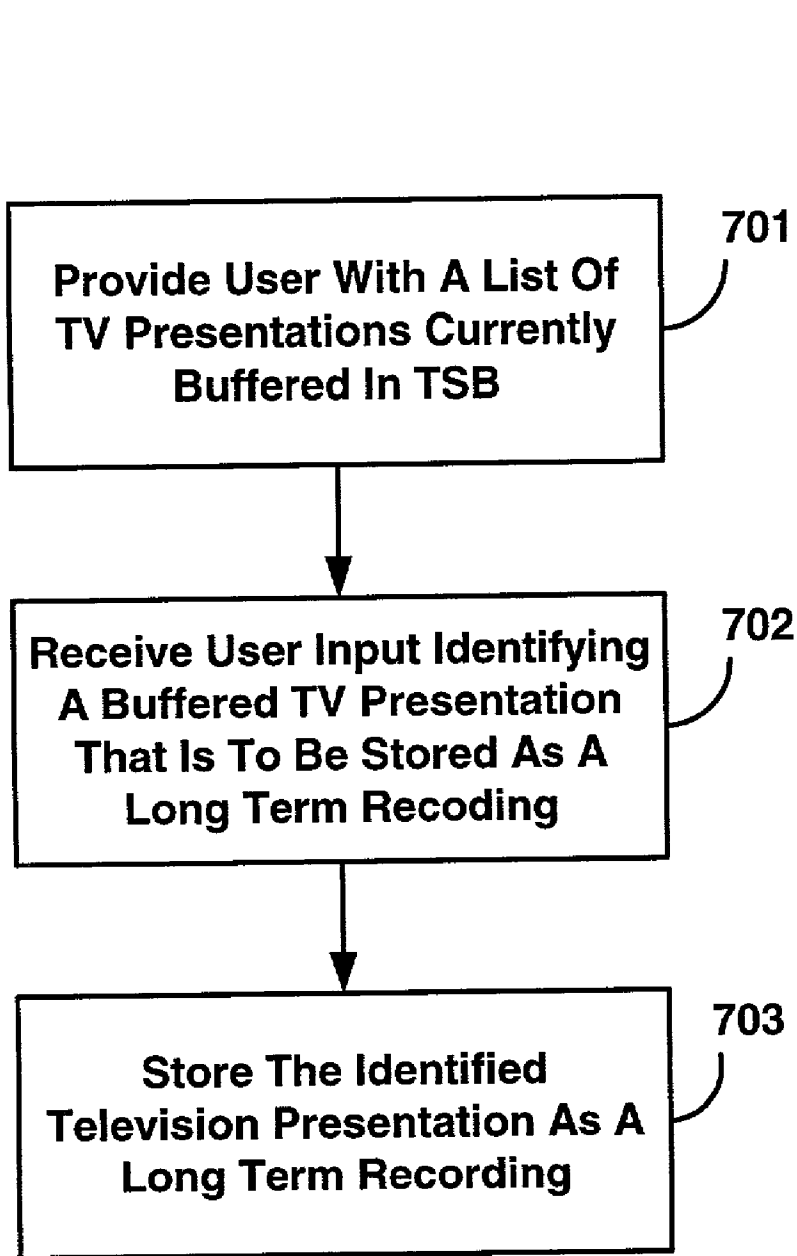 701
Provide User With A List Of
TV Presentations Currently
Buffered In TSB
702
Receive User Input Identifying
A Buffered TV Presentation
That Is To Be Stored As A
Long Term Recoding
703
Store The Identified
Television Presentation As A
Long Term Recording